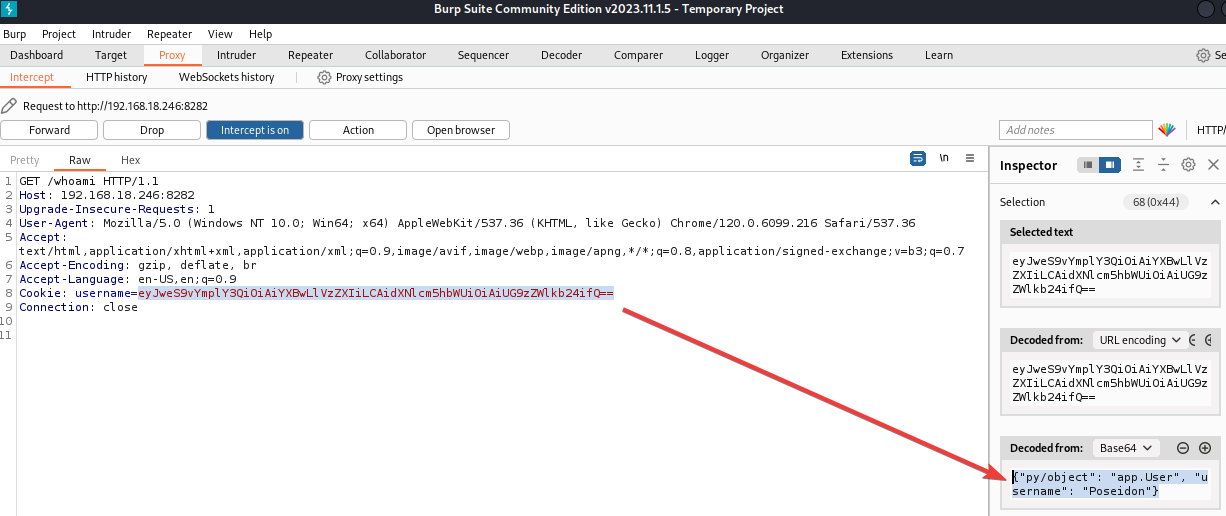 Burp Suite Community Edition v2023.11.1.5 - Temporary Project
Burp Project Intruder Repeater View Help
Dashboard Target Proxy Intruder Repeater Collaborator Sequencer Decoder Comparer Logger Organizer Extensions Learn Se
Intercept HTTP history WebSockets history Proxy settings
Request to http://192.168.18.246:8282
Forward Drop Intercept is on Action Open browser Add notes HTTP/
Pretty Raw Hex \n
1 GET /whoami HTTP/1.1
2 Host: 192.168.18.246:8282
3 Upgrade-Insecure-Requests: 1
4 User-Agent: Mozilla/5.0 (Windows NT 10.0; Win64; x64) AppleWebKit/537.36 (KHTML, like Gecko) Chrome/120.0.6099.216 Safari/537.36
5 Accept:
text/html,application/xhtml+xml,application/xml;q=0.9,image/avif,image/webp,image/apng,*/*;q=0.8,application/signed-exchange;v=b3;q=0.7
6 Accept-Encoding: gzip, deflate, br
7 Accept-Language: en-US,en;q=0.9
8 Cookie: username=eyJweS9vYmplY3QiOiAiYXBwLlVzZXIiLCAidXNlcm5hbWUiOiAiUG9zZWlkb24ifQ==
9 Connection: close
10
11
Inspector
Selection 68 (0x44)
Selected text
eyJweS9vYmplY3QiOiAiYXBwLlVz
ZXIiLCAidXNlcm5hbWUiOiAiUG9z
ZWlkb24ifQ==
Decoded from: URL encoding
eyJweS9vYmplY3QiOiAiYXBwLlVz
ZXIiLCAidXNlcm5hbWUiOiAiUG9z
ZWlkb24ifQ==
Decoded from: Base64
{"py/object": "app.User", "u
sername": "Poseidon"}